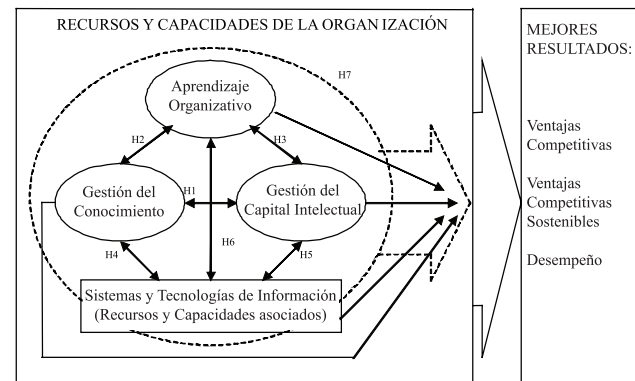 RECURSOS Y CAPACIDADES DE LA ORGAN IZACIÓN
H7
Aprendizaje
Organizativo
H2
H3
Gestión del
Conocimiento
H1
Gestión del
Capital Intelectual
H6
H4
H5
Sistemas y Tecnologías de Información
(Recursos y Capacidades asociados)
MEJORES
RESULTADOS:
Ventajas
Competitivas
Ventajas
Competitivas
Sostenibles
Desempeño